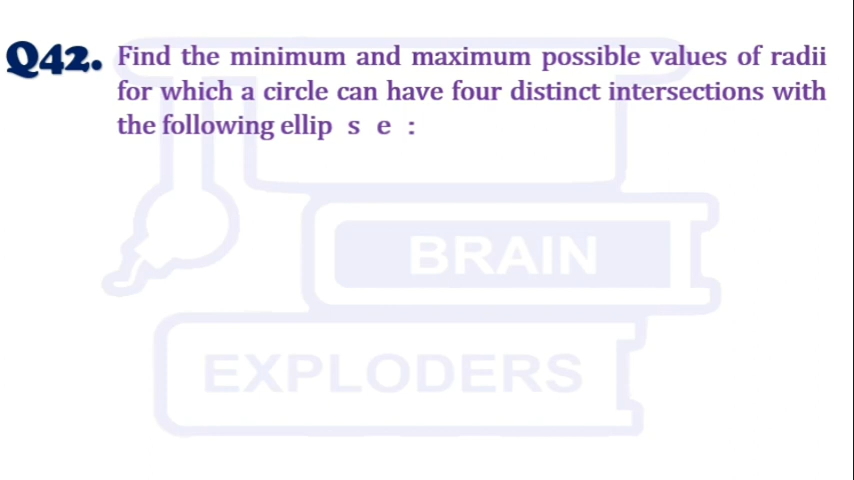 Q42. Find the minimum and maximum possible values of radii
for which a circle can have four distinct intersections with
the following ellip s e :
BRAIN
EXPLODERS